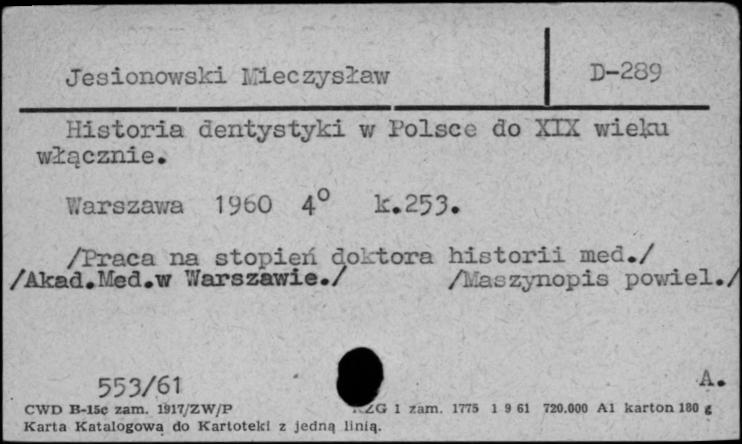 Jesionowski Mieczysław D-289
Historia dentystyki w Polsce do XIX wieku
włącznie.
Warszawa 1960 4° k.253.
/Praca na stopień doktora historii med./
/Akad.Med.w Warszawie./ /Maszynopis powiel./
553/61 A.
CWD B-15c zam. 1917/ZW/P ZG 1 zam. 1775 1 9 61 720.000 A1 karton 180 g
Karta Katalogowa do Kartoteki z jedną linią.